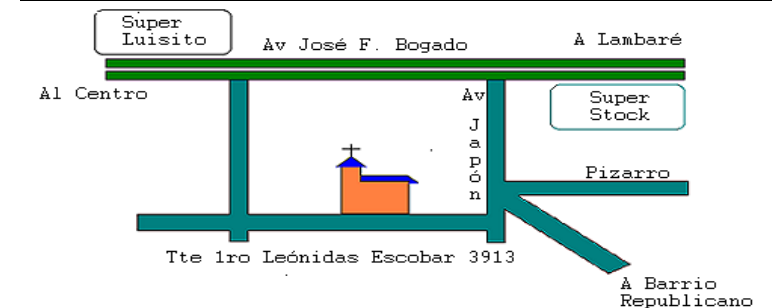 Super
Luisito
Av José F. Bogado
A Lambaré
Al Centro
Av
Japón
Super
Stock
Pizarro
Tte 1ro Leónidas Escobar 3913
A Barrio
Republicano